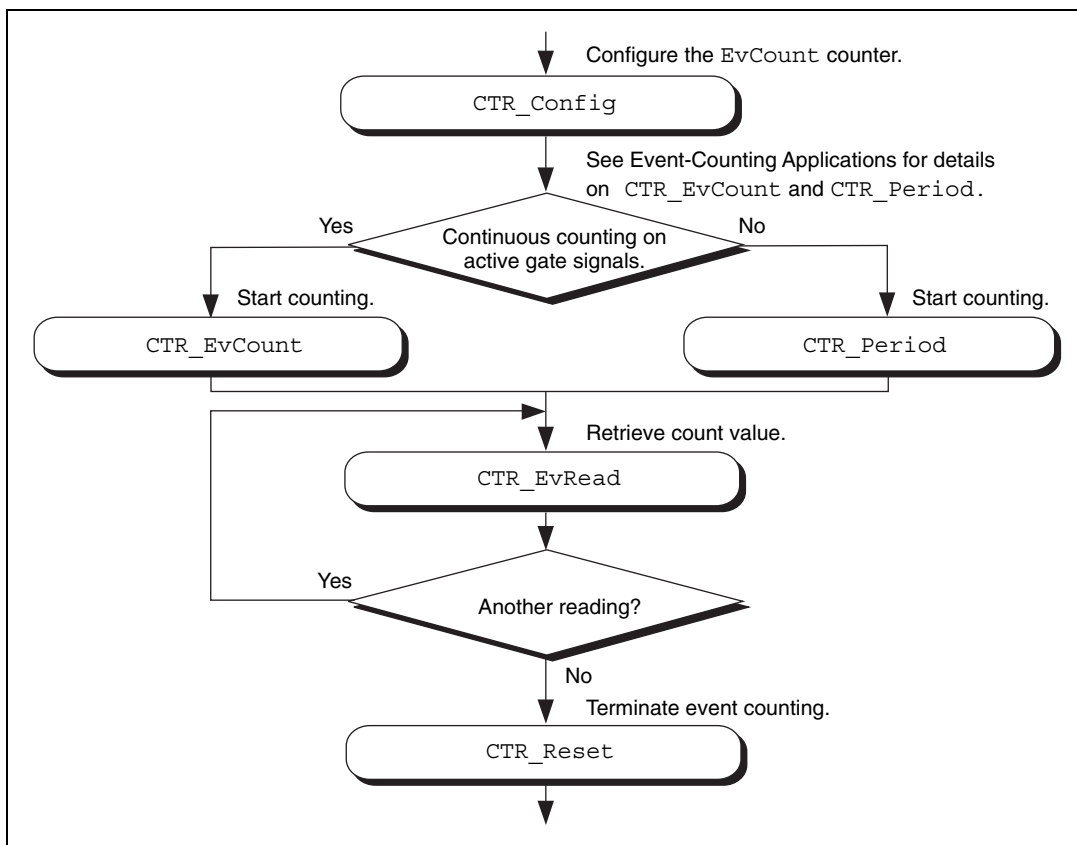 Configure the EvCount counter.
CTR_Config
See Event-Counting Applications for details
on CTR_EvCount and CTR_Period.
Yes
No
Continuous counting on
active gate signals.
Start counting.
Start counting.
CTR_EvCount
CTR_Period
Retrieve count value.
CTR_EvRead
Yes
Another reading?
No
Terminate event counting.
CTR_Reset